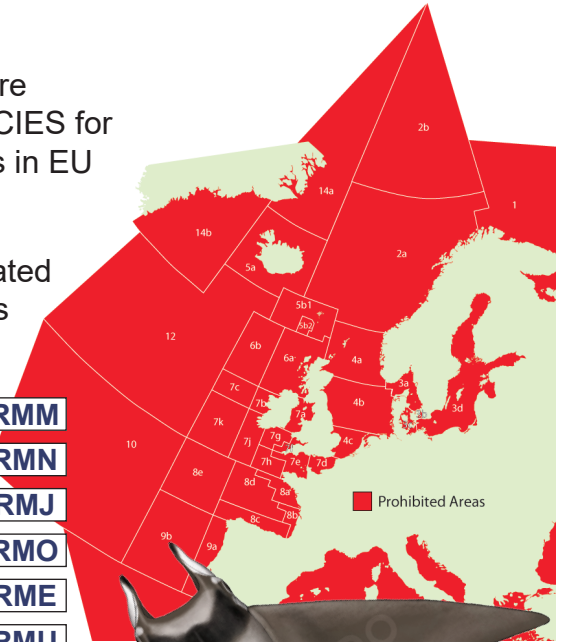 re
CIES for
s in EU
ated
s
RMM
RMN
RMJ
RMO
RME
RMU
2b
1
14a
14b
2a
5a
5b1
5b2
12
6b
6a
4a
7c
7b
7a
4b
3a
3d
10
7k
7j
7g
4c
7h
7e
7d
8e
8d
8a
8b
8c
9b
9a
Prohibited Areas